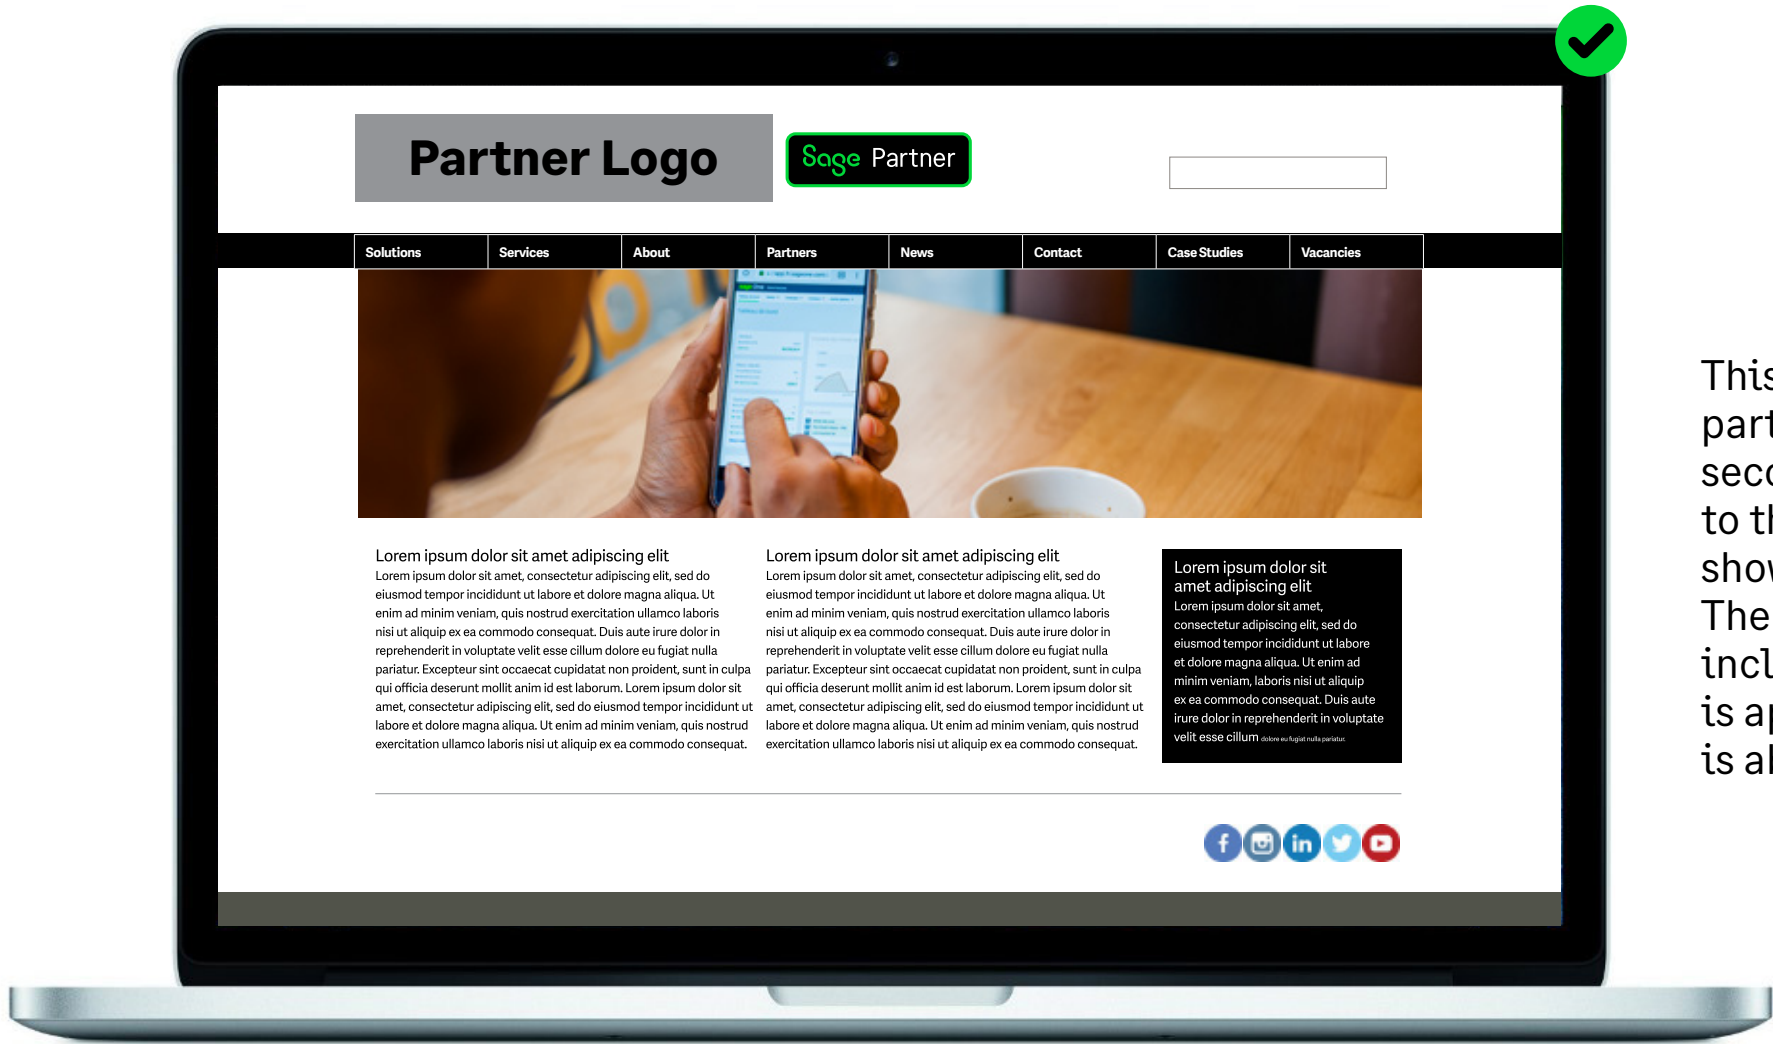 Partner Logo
Sage Partner
Solutions
Services
About
Partners
News
Contact
Case Studies
Vacancies
Lorem ipsum dolor sit amet adipiscing elit
Lorem ipsum dolor sit amet, consectetur adipiscing elit, sed do
eiusmod tempor incididunt ut labore et dolore magna aliqua. Ut
enim ad minim veniam, quis nostrud exercitation ullamco laboris
nisi ut aliquip ex ea commodo consequat. Duis aute irure dolor in
reprehenderit in voluptate velit esse cillum dolore eu fugiat nulla
pariatur. Excepteur sint occaecat cupidatat non proident, sunt in culpa
qui officia deserunt mollit anim id est laborum. Lorem ipsum dolor sit
amet, consectetur adipiscing elit, sed do eiusmod tempor incididunt ut
labore et dolore magna aliqua. Ut enim ad minim veniam, quis nostrud
exercitation ullamco laboris nisi ut aliquip ex ea commodo consequat.
Lorem ipsum dolor sit amet adipiscing elit
Lorem ipsum dolor sit amet, consectetur adipiscing elit, sed do
eiusmod tempor incididunt ut labore et dolore magna aliqua. Ut
enim ad minim veniam, quis nostrud exercitation ullamco laboris
nisi ut aliquip ex ea commodo consequat. Duis aute irure dolor in
reprehenderit in voluptate velit esse cillum dolore eu fugiat nulla
pariatur. Excepteur sint occaecat cupidatat non proident, sunt in culpa
qui officia deserunt mollit anim id est laborum. Lorem ipsum dolor sit
amet, consectetur adipiscing elit, sed do eiusmod tempor incididunt ut
labore et dolore magna aliqua. Ut enim ad minim veniam, quis nostrud
exercitation ullamco laboris nisi ut aliquip ex ea commodo consequat.
Lorem ipsum dolor sit
amet adipiscing elit
Lorem ipsum dolor sit amet,
consectetur adipiscing elit, sed do
eiusmod tempor incididunt ut labore
et dolore magna aliqua. Ut enim ad
minim veniam, laboris nisi ut aliquip
ex ea commodo consequat. Duis aute
irure dolor in reprehenderit in voluptate
velit esse cillum dolore eu fugiat nulla pariatur.
This
part
seco
to th
show
The
incl
is a
is a